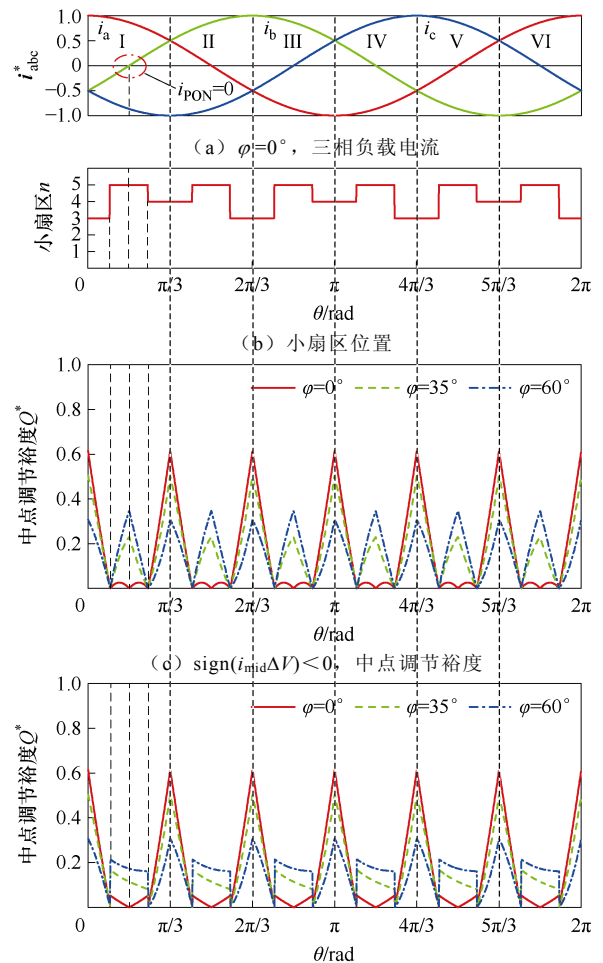 1.0
0.5
0
−0.5
−1.0
i*abc
ia
I
II
ib
III
IV
ic
V
VI
iPON=0
（a）φ=0°，三相负载电流
5
4
3
2
1
小扇区n
0 π/3 2π/3 π 4π/3 5π/3 2π
θ/rad
（b）小扇区位置
1.0
0.8
0.6
0.4
0.2
中点调节裕度Q*
φ=0° φ=35° φ=60°
0 π/3 2π/3 π 4π/3 5π/3 2π
θ/rad
（c）sign(imidΔV)＜0，中点调节裕度
1.0
0.8
0.6
0.4
0.2
中点调节裕度Q*
φ=0° φ=35° φ=60°
0 π/3 2π/3 π 4π/3 5π/3 2π
θ/rad